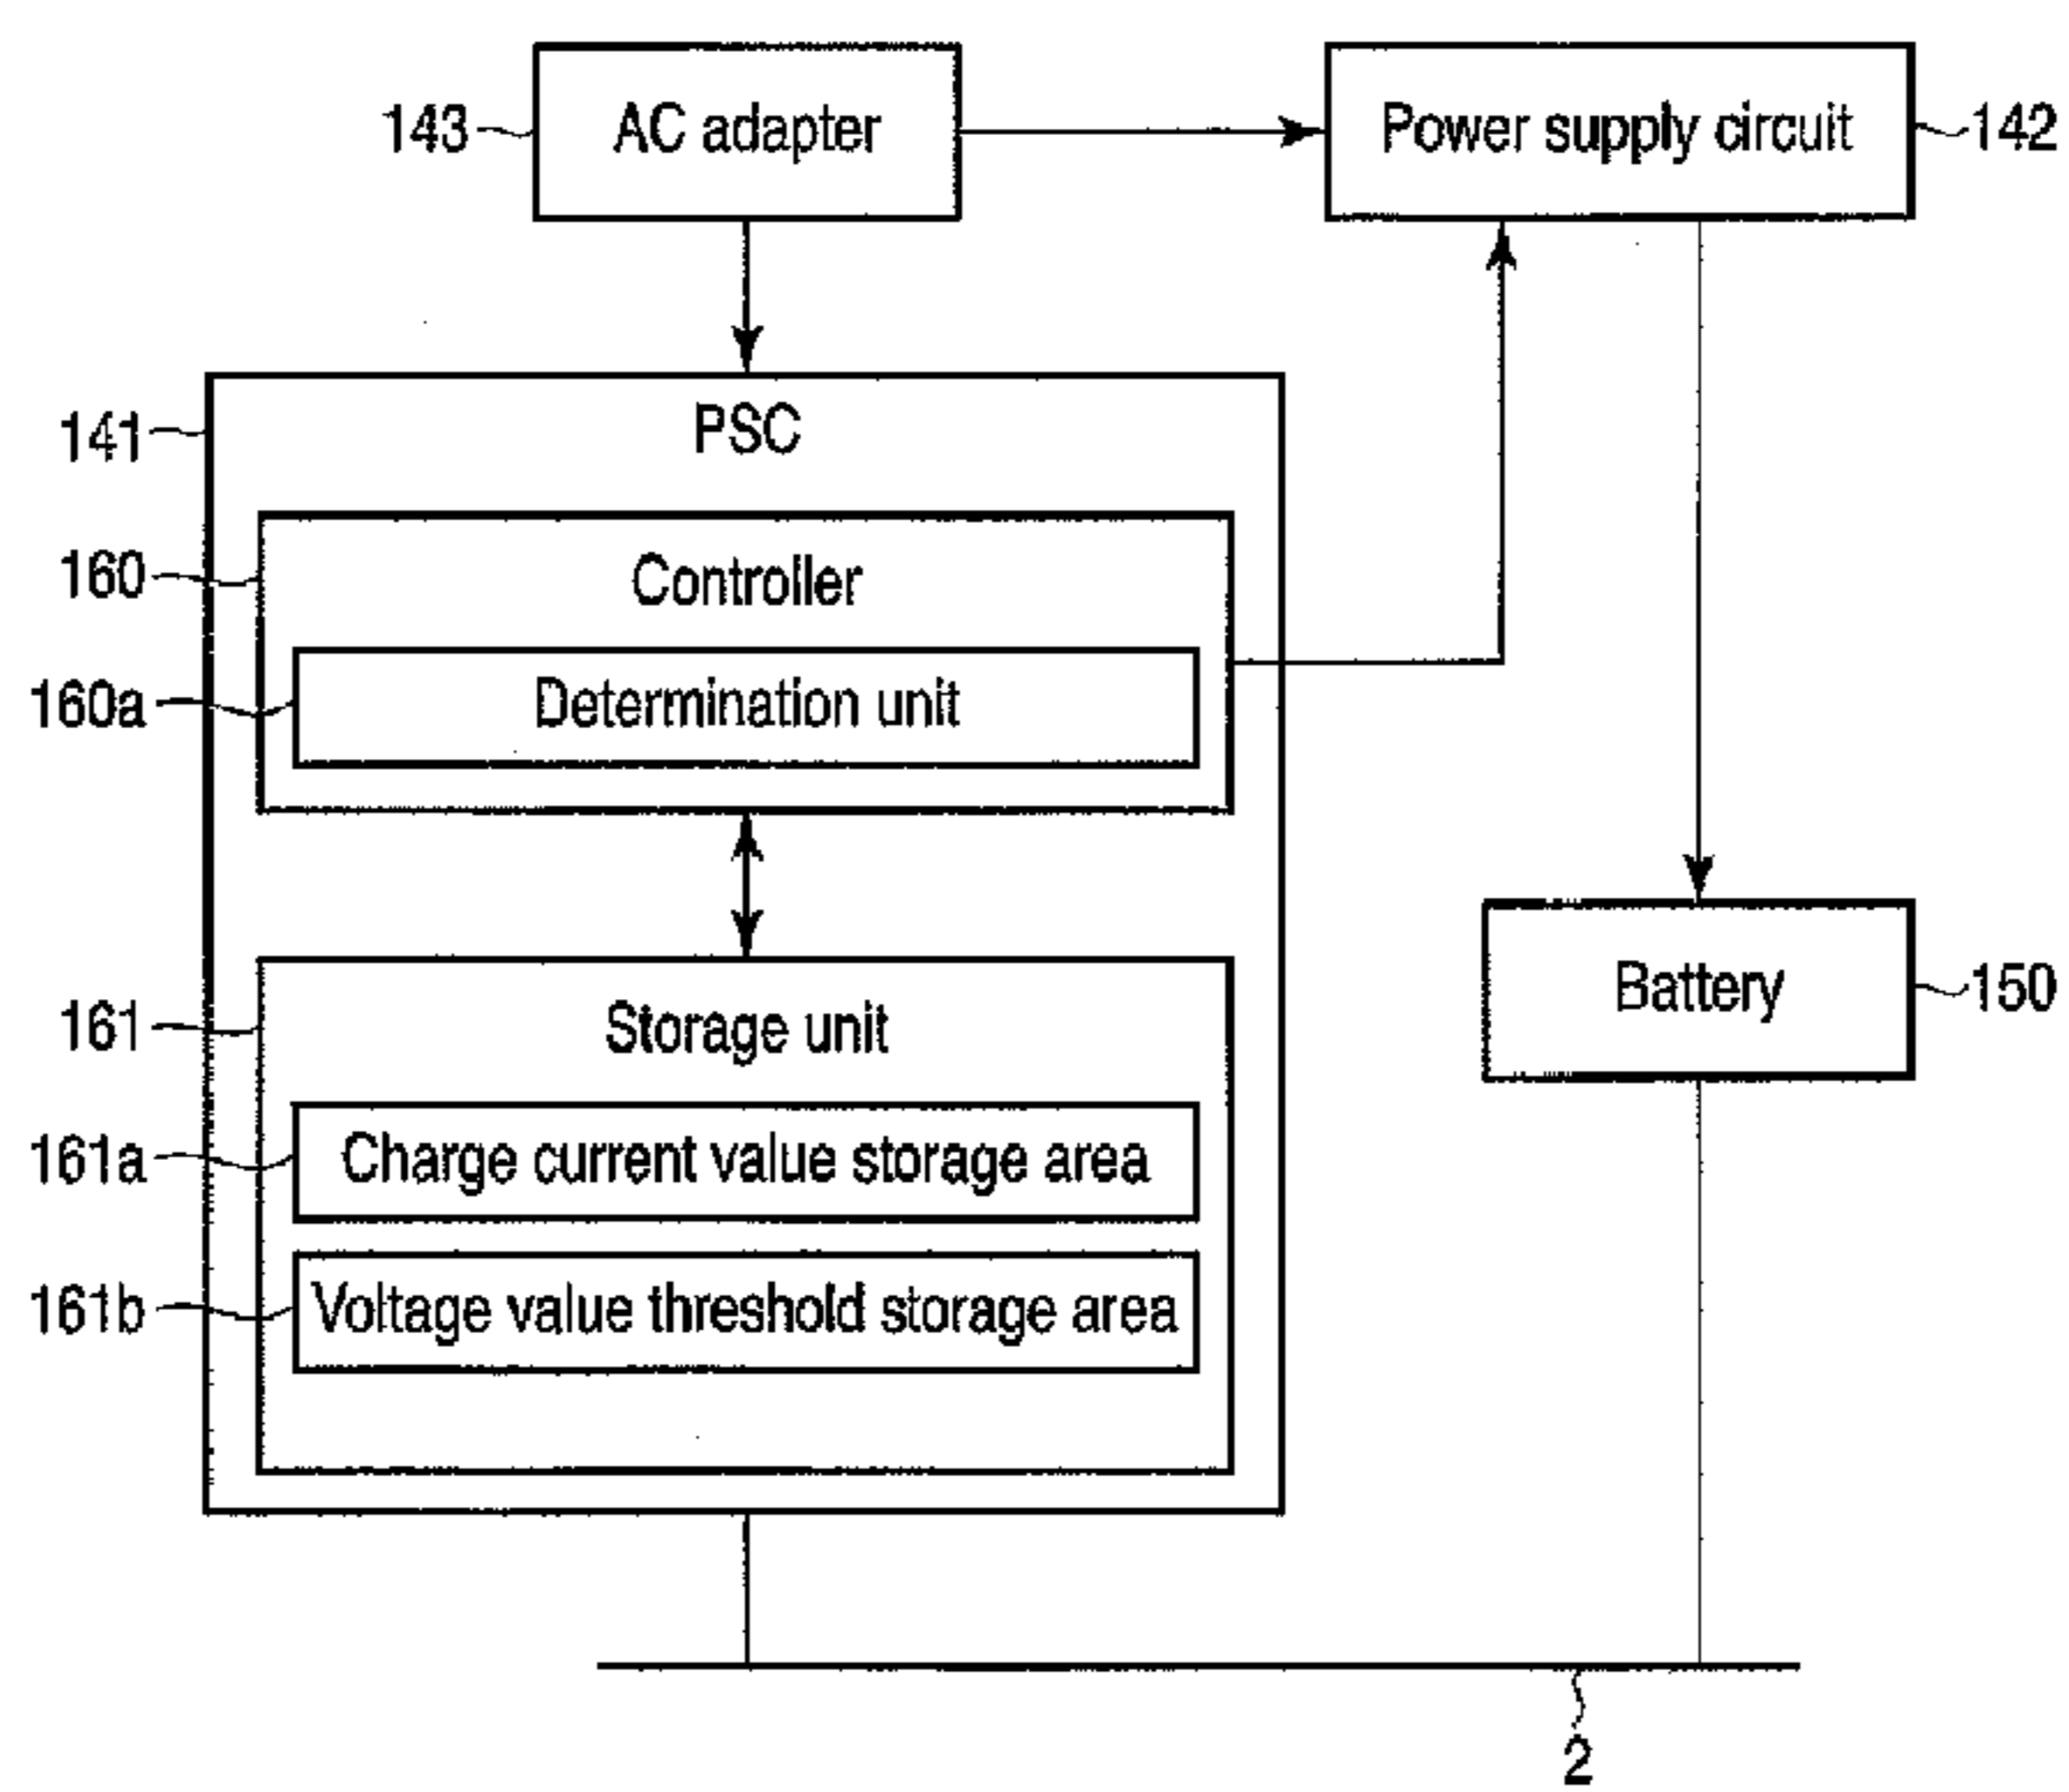 143 AC adapter Power supply circuit 142
141 PSC
160 Controller
160a Determination unit
161 Storage unit Battery 150
161a Charge current value storage area
161b Voltage value threshold storage area
2